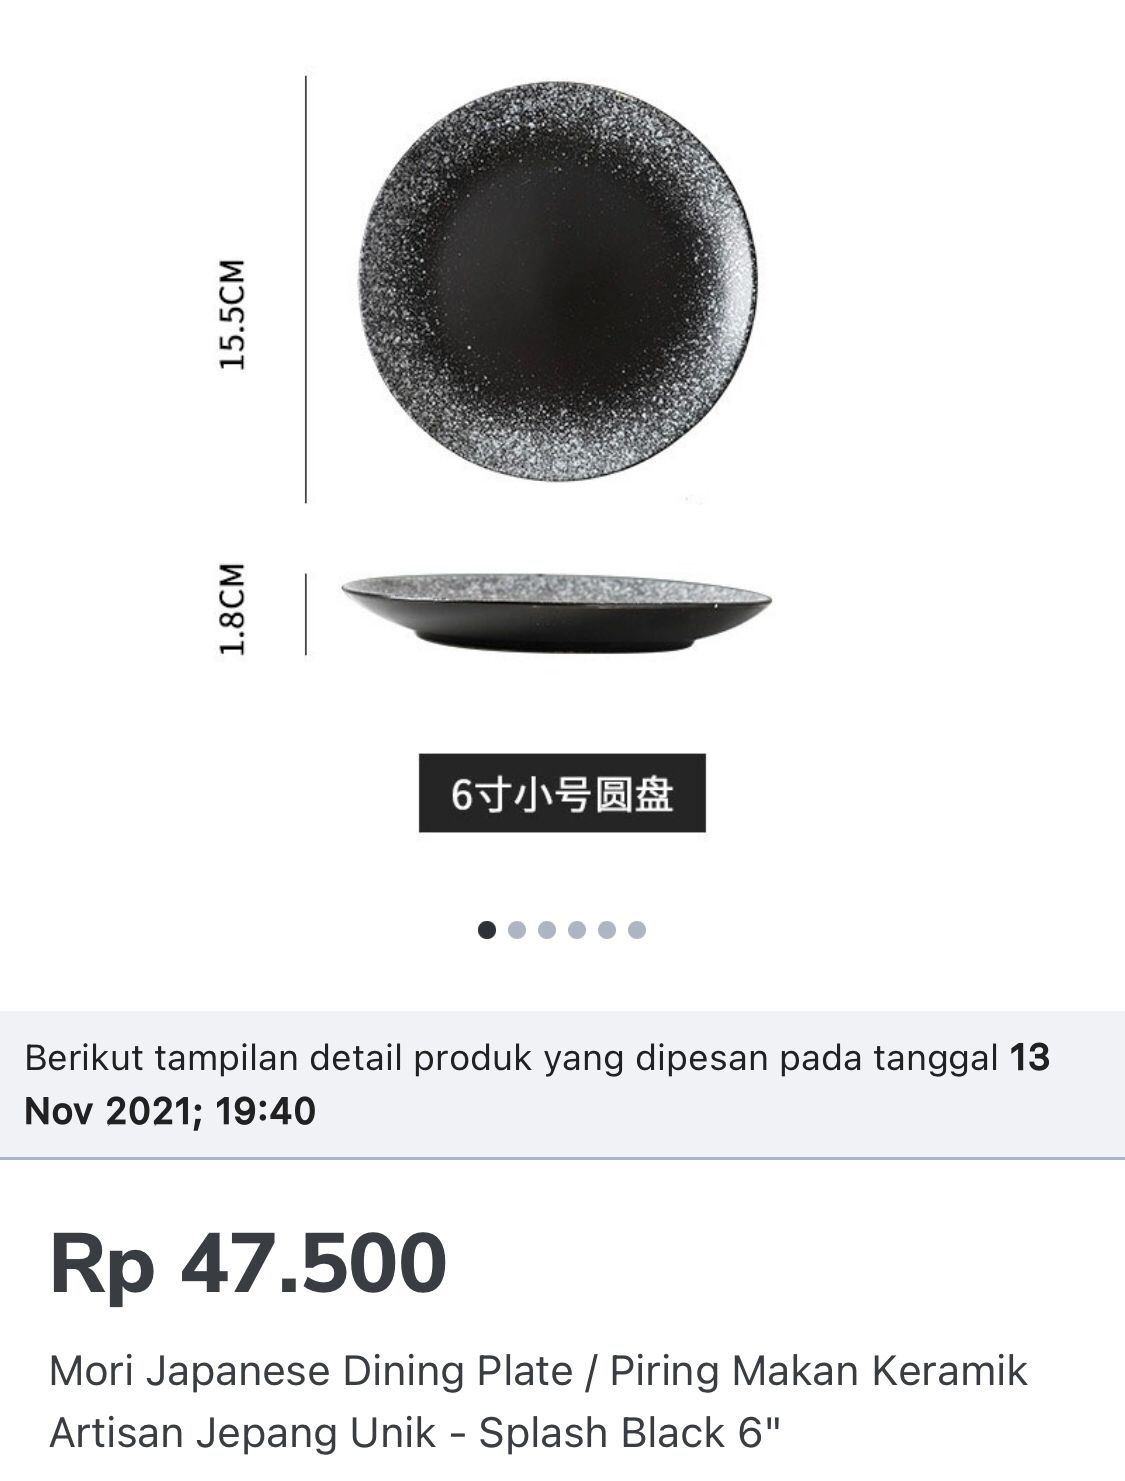 15.5CM
1.8CM
6寸小号圆盘
Berikut tampilan detail produk yang dipesan pada tanggal 13
Nov 2021; 19:40
Rp 47.500
Mori Japanese Dining Plate / Piring Makan Keramik
Artisan Jepang Unik - Splash Black 6"